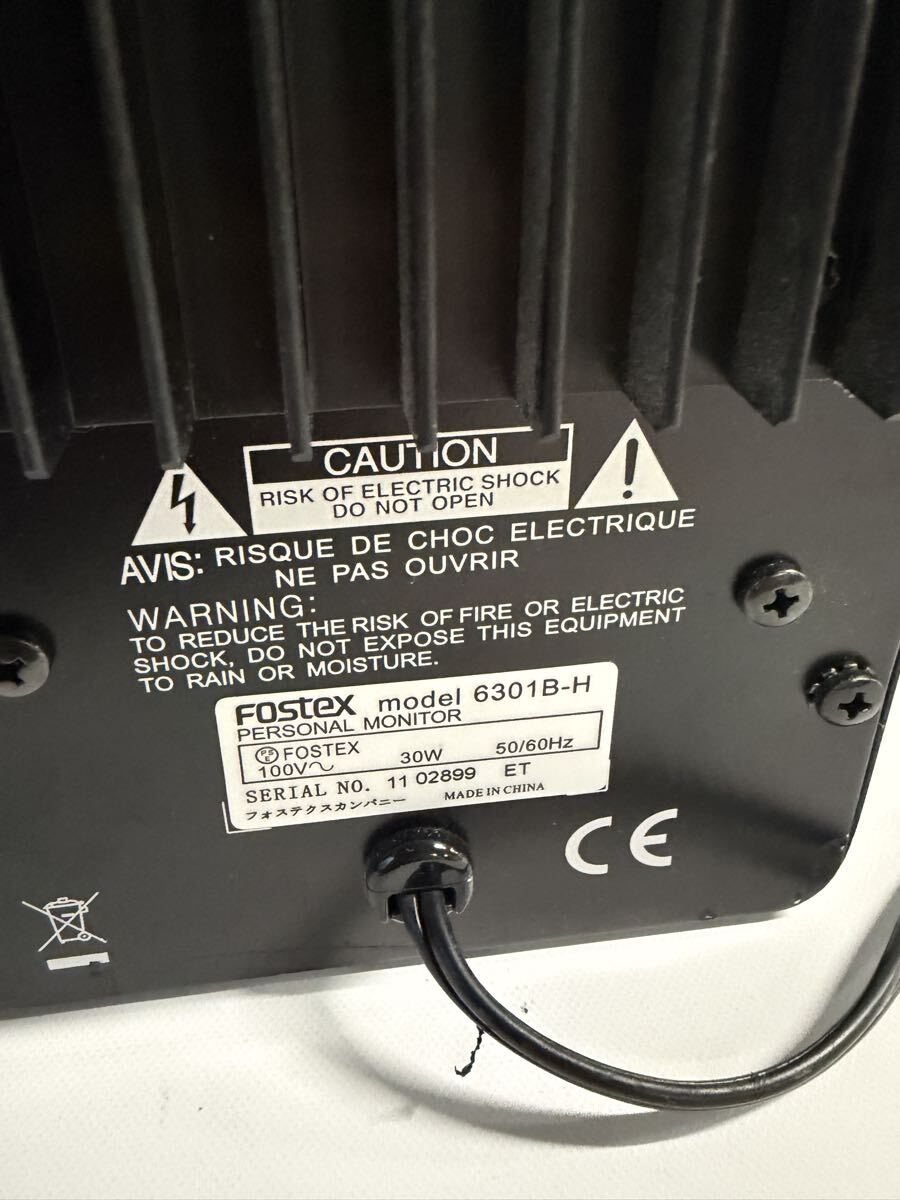 CAUTION
RISK OF ELECTRIC SHOCK
DO NOT OPEN
AVIS: RISQUE DE CHOC ELECTRIQUE
NE PAS OUVRIR
WARNING:
TO REDUCE THE RISK OF FIRE OR ELECTRIC
SHOCK, DO NOT EXPOSE THIS EQUIPMENT
TO RAIN OR MOISTURE.
Fostex model 6301B-H
PERSONAL MONITOR
PSE FOSTEX
100V～ 30W 50/60Hz
SERIAL NO. 11 02899 ET
フォステクスカンパニー MADE IN CHINA
CE